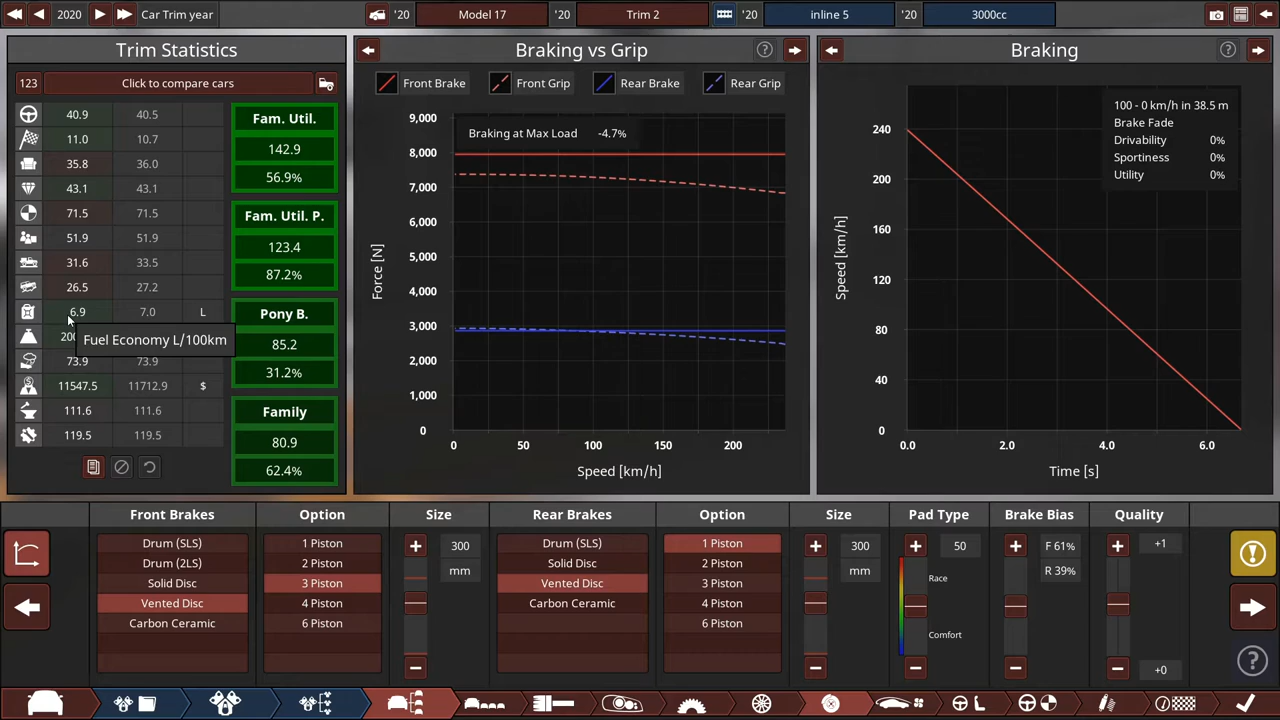 2020 Car Trim year '20 Model 17 '20 Trim 2 '20 inline 5 '20 3000cc
Trim Statistics
123 Click to compare cars
40.9 40.5
11.0 10.7
35.8 36.0
43.1 43.1
71.5 71.5
51.9 51.9
31.6 33.5
26.5 27.2
6.9 7.0 L
200
Fuel Economy L/100km
73.9 73.9
11547.5 11712.9 $
111.6 111.6
119.5 119.5
Fam. Util.
142.9
56.9%
Fam. Util. P.
123.4
87.2%
Pony B.
85.2
31.2%
Family
80.9
62.4%
Braking vs Grip ?
Front Brake Front Grip Rear Brake Rear Grip
Braking at Max Load -4.7%
Force [N]
9,000
8,000
7,000
6,000
5,000
4,000
3,000
2,000
1,000
0
0 50 100 150 200
Speed [km/h]
Braking ?
100 - 0 km/h in 38.5 m
Brake Fade
Drivability 0%
Sportiness 0%
Utility 0%
Speed [km/h]
240
200
160
120
80
40
0
0.0 2.0 4.0 6.0
Time [s]
Front Brakes
Drum (SLS)
Drum (2LS)
Solid Disc
Vented Disc
Carbon Ceramic
Option
1 Piston
2 Piston
3 Piston
4 Piston
6 Piston
Size
300
mm
Rear Brakes
Drum (SLS)
Solid Disc
Vented Disc
Carbon Ceramic
Option
1 Piston
2 Piston
3 Piston
4 Piston
6 Piston
Size
300
mm
Pad Type
50
Race
Comfort
Brake Bias
F 61%
R 39%
Quality
+1
+0
?